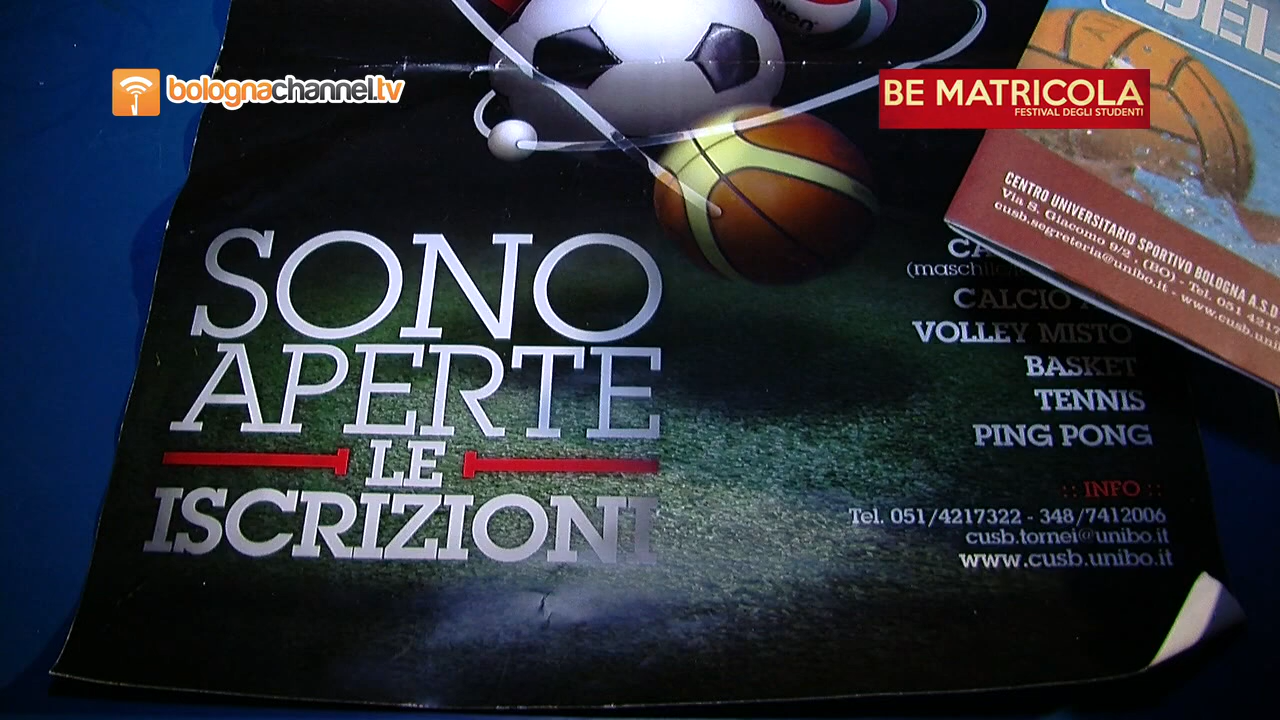 bolognachannel.tv
BE MATRICOLA
FESTIVAL DEGLI STUDENTI
molten
CENTRO UNIVERSITARIO SPORTIVO BOLOGNA A.S.D.
Via S. Giacomo 9/2 - (BO) - Tel. 051 4217
cusb.segreteria@unibo.it - www.cusb.unibo
SONO
APERTE
LE
ISCRIZIONI
CALCIO
VOLLEY MISTO
BASKET
TENNIS
PING PONG
:: INFO ::
Tel. 051/4217322 - 348/7412006
cusb.tornei@unibo.it
www.cusb.unibo.it